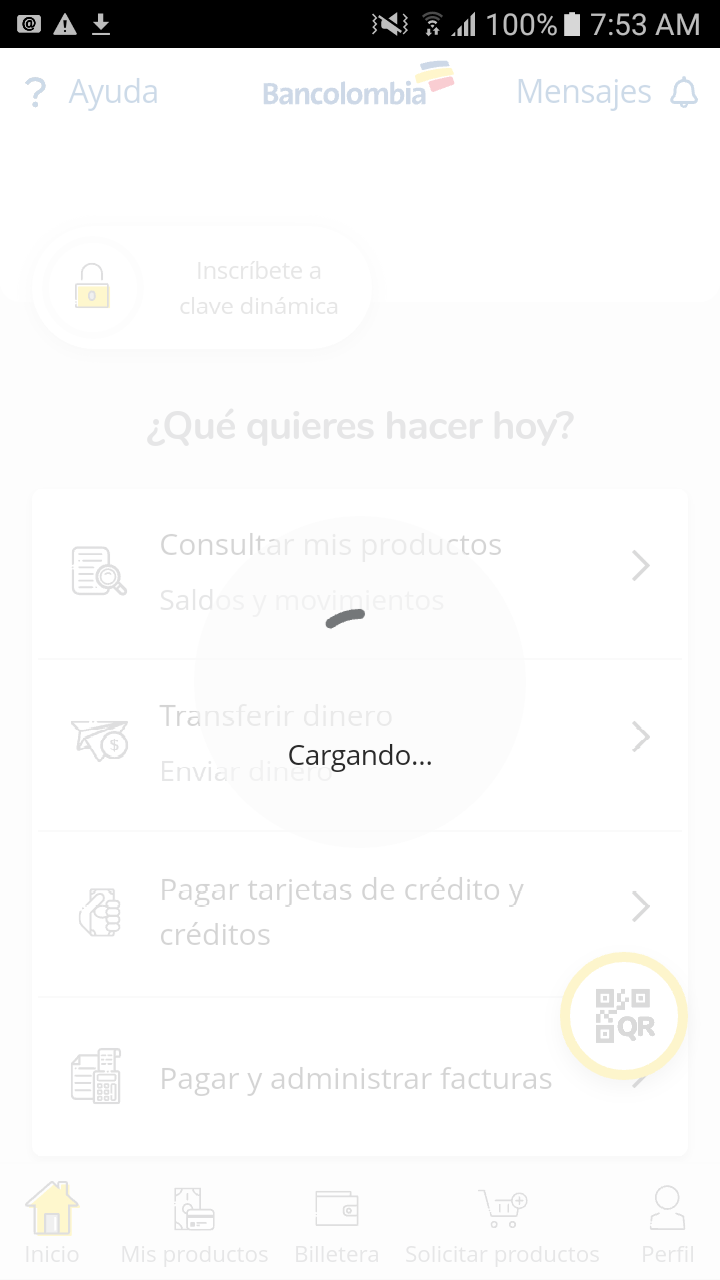 100% 7:53 AM
? Ayuda Bancolombia Mensajes
Inscríbete a
clave dinámica
¿Qué quieres hacer hoy?
Consultar mis productos
Saldos y movimientos
Transferir dinero
Cargando...
Enviar dinero
$
Pagar tarjetas de crédito y
créditos
QR
Pagar y administrar facturas
Inicio Mis productos Billetera Solicitar productos Perfil